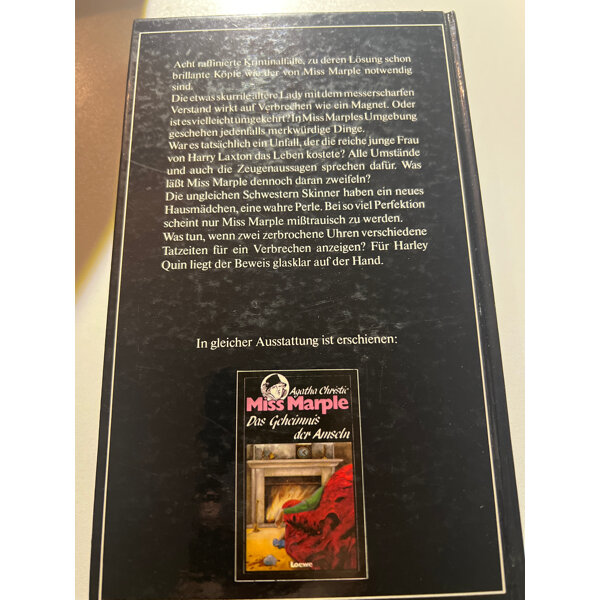 Acht raffinierte Kriminalfälle, zu deren Lösung schon
brillante Köpfe wie der von Miss Marple notwendig
sind.
Die etwas skurrile ältere Lady mit dem messerscharfen
Verstand wirkt auf Verbrechen wie ein Magnet. Oder
ist es vielleicht umgekehrt? In Miss Marples Umgebung
geschehen jedenfalls merkwürdige Dinge.
War es tatsächlich ein Unfall, der die reiche junge Frau
von Harry Laxton das Leben kostete? Alle Umstände
und auch die Zeugenaussagen sprechen dafür. Was
läßt Miss Marple dennoch daran zweifeln?
Die ungleichen Schwestern Skinner haben ein neues
Hausmädchen, eine wahre Perle. Bei so viel Perfektion
scheint nur Miss Marple mißtrauisch zu werden.
Was tun, wenn zwei zerbrochene Uhren verschiedene
Tatzeiten für ein Verbrechen anzeigen? Für Harley
Quin liegt der Beweis glasklar auf der Hand.
In gleicher Ausstattung ist erschienen:
Agatha Christie
Miss Marple
Das Geheimnis
der Amseln
Loewe